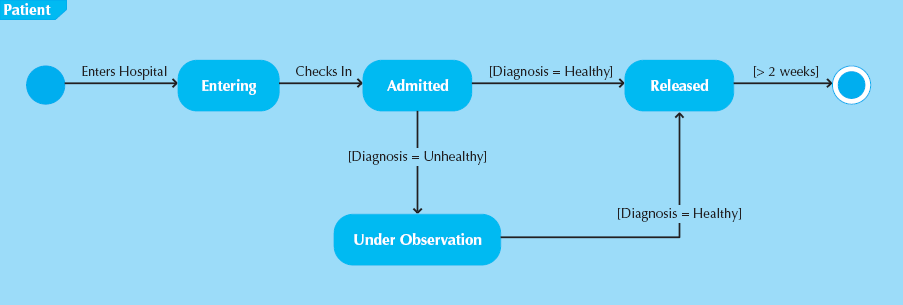 Patient
Enters Hospital
Entering
Checks In
Admitted
[Diagnosis = Healthy]
Released
[> 2 weeks]
[Diagnosis = Unhealthy]
[Diagnosis = Healthy]
Under Observation